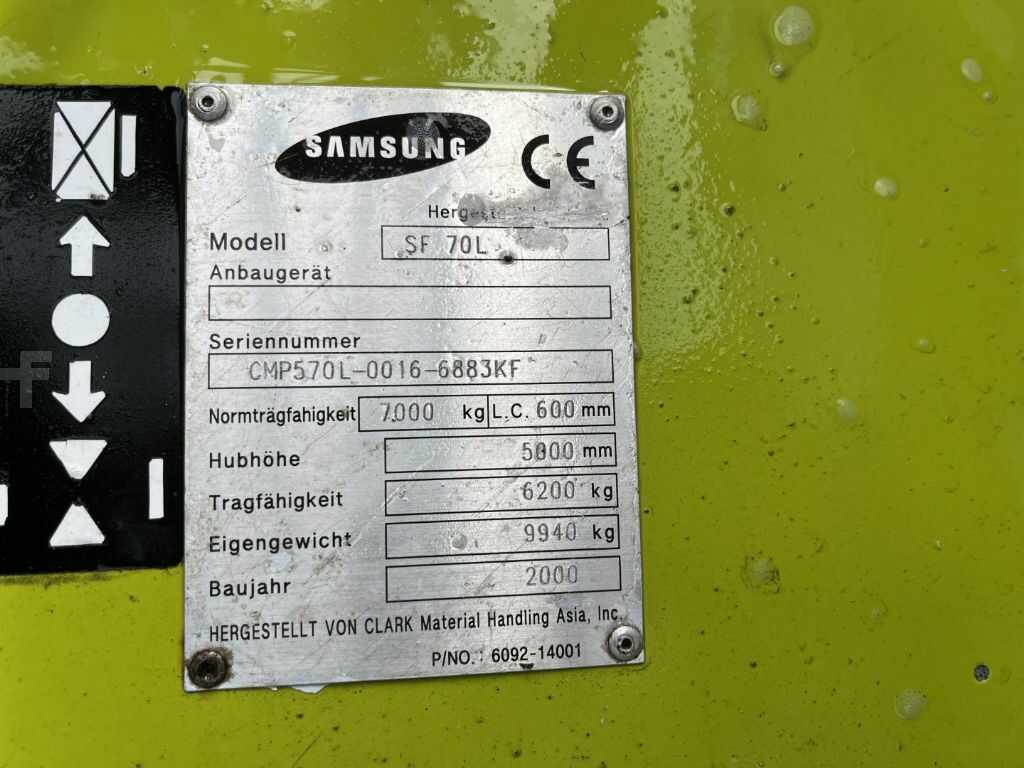 SAMSUNG CE
Modell SF 70L
Anbaugerät
Seriennummer
CMP570L-0016-6883KF
Normträgfahigkeit 7000 kg L.C. 600 mm
Hubhöhe 5000 mm
Tragfähigkeit 6200 kg
Eigengewicht 9940 kg
Baujahr 2000
HERGESTELLT VON CLARK Material Handling Asia, Inc.
P/NO. : 6092-14001